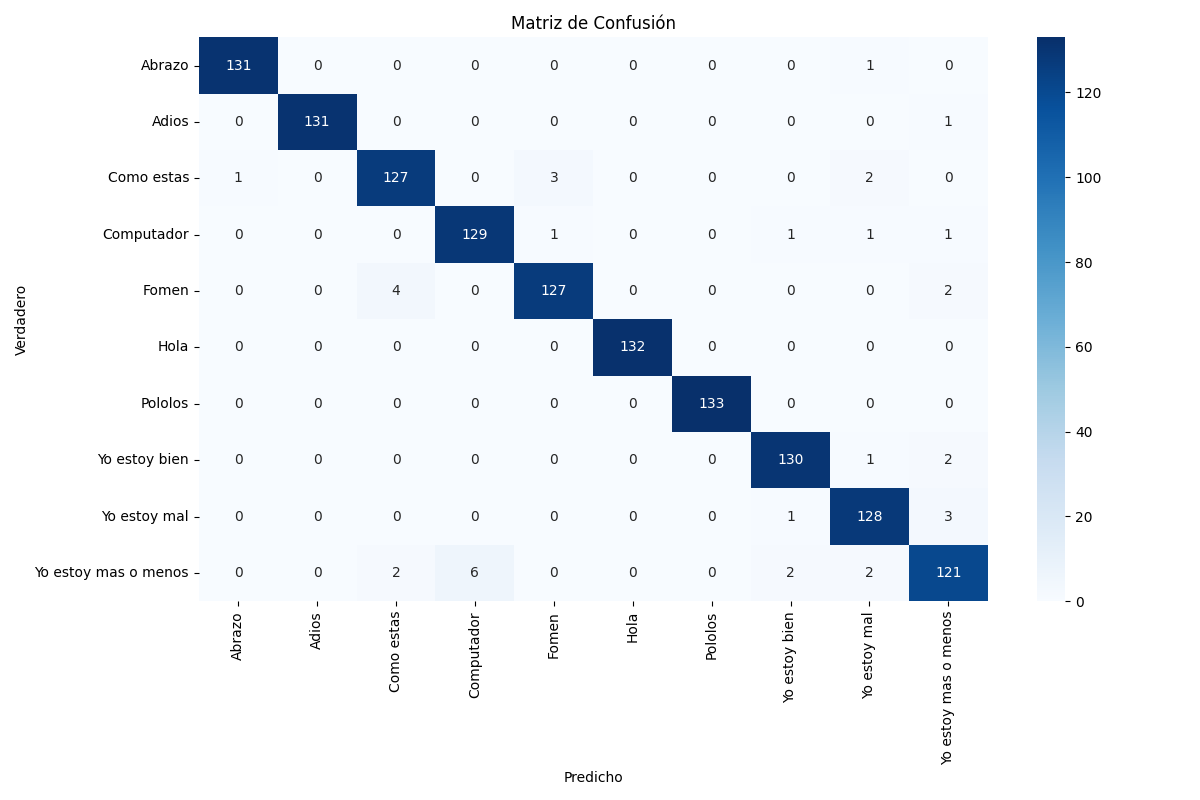 Matriz de Confusión
Abrazo 131 0 0 0 0 0 0 0 1 0
Adios 0 131 0 0 0 0 0 0 0 1
Como estas 1 0 127 0 3 0 0 0 2 0
Computador 0 0 0 129 1 0 0 1 1 1
Fomen 0 0 4 0 127 0 0 0 0 2
Hola 0 0 0 0 0 132 0 0 0 0
Pololos 0 0 0 0 0 0 133 0 0 0
Yo estoy bien 0 0 0 0 0 0 0 130 1 2
Yo estoy mal 0 0 0 0 0 0 0 1 128 3
Yo estoy mas o menos 0 0 2 6 0 0 0 2 2 121
Verdadero
Abrazo
Adios
Como estas
Computador
Fomen
Hola
Pololos
Yo estoy bien
Yo estoy mal
Yo estoy mas o menos
Predicho
120
100
80
60
40
20
0